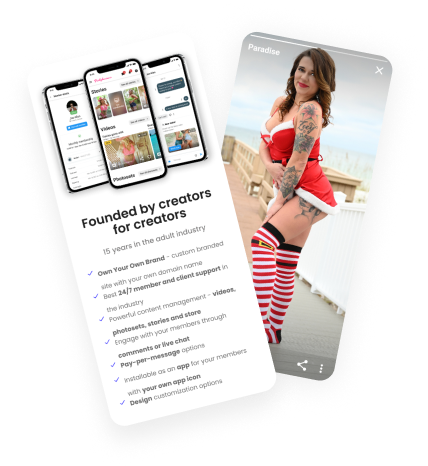 Paradise
Stories
Videos
Photosets
Founded by creators
for creators
15 years in the adult industry
Own Your Own Brand - custom branded
site with your own domain name
Best 24/7 member and client support in
the industry
Powerful content management - videos,
photosets, stories and store
Engage with your members through
comments or live chat
Pay-per-message options
Installable as an app for your members
with your own app icon
Design customization options